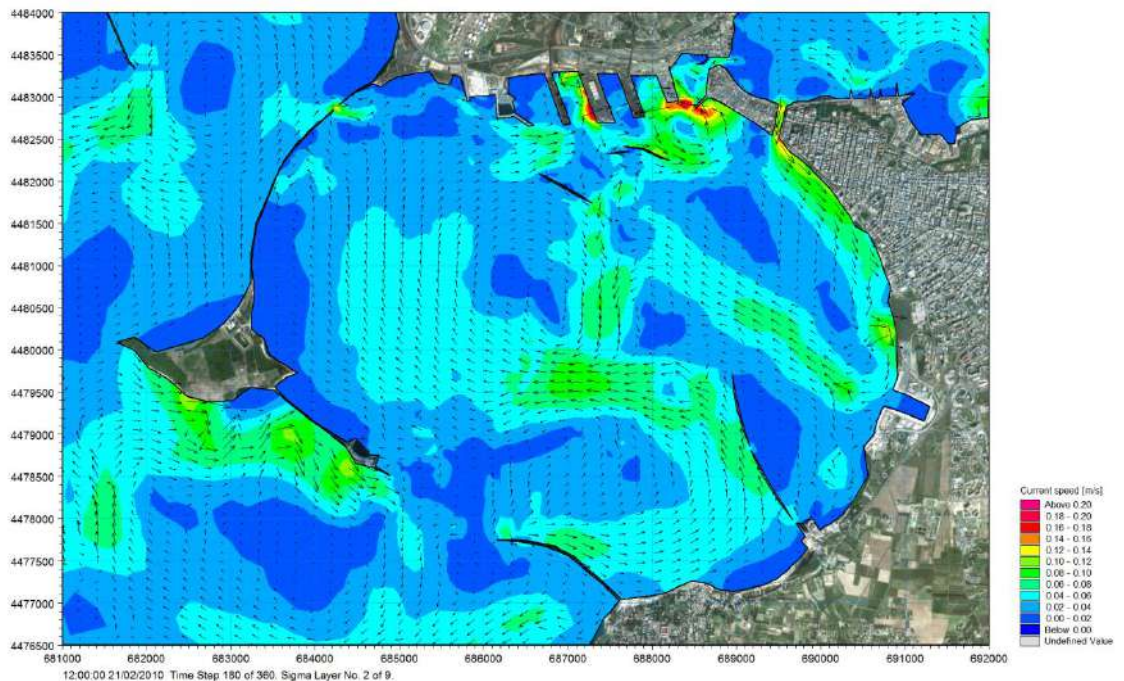 4484000
4483500
4483000
4482500
4482000
4481500
4481000
4480500
4480000
4479500
4479000
4478500
4478000
4477500
4477000
4476500
681000 682000 683000 684000 685000 686000 687000 688000 689000 690000 691000 692000
12:00:00 21/02/2010 Time Step 180 of 360. Sigma Layer No. 2 of 9.
Current speed [m/s]
Above 0.20
0.18 - 0.20
0.16 - 0.18
0.14 - 0.16
0.12 - 0.14
0.10 - 0.12
0.08 - 0.10
0.06 - 0.08
0.04 - 0.06
0.02 - 0.04
0.00 - 0.02
Below 0.00
Undefined Value